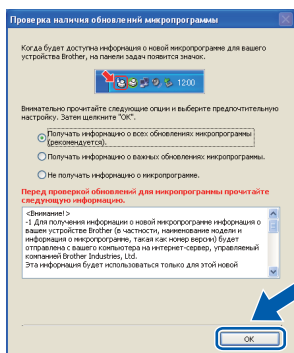 Проверка наличия обновлений микропрограммы
Когда будет доступна информация о новой микропрограмме для вашего
устройства Brother, на панели задач появится значок.
12:00
Внимательно прочитайте следующие опции и выберите предпочтительную
настройку. Затем щелкните "ОК".
Получать информацию о всех обновлениях микропрограммы
(рекомендуется).
Получать информацию о важных обновлениях микропрограммы.
Не получать информацию о микропрограмме.
Перед проверкой обновлений для микропрограммы прочитайте
следующую информацию.
<Внимание!>
-1 Для получения информации о новой микропрограмме информация о
вашем устройстве Brother (в частности, наименование модели и
информация о микропрограмме, такая как номер версии) будет
отправлена с вашего компьютера на интернет-сервер, управляемый
компанией Brother Industries, Ltd.
Эта информация будет использоваться только для этой новой
ОК